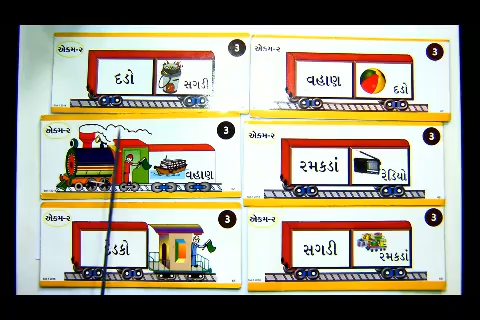 એકમ-૨ 3
દડો સગડી
એકમ-૨ 3
વહાણ દડો
એકમ-૨ 3
વહાણ
એકમ-૨ 3
રમકડાં રેડિયો
એકમ-૨ 3
3
એકમ-૨
સગડી રમકડાં